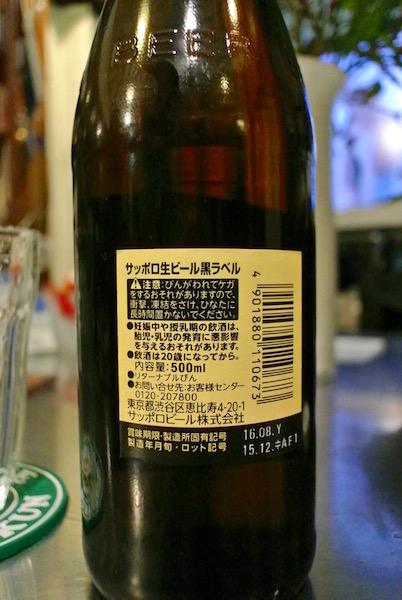 BEER
サッポロ生ビール黒ラベル
注意:びんがわれてケガ
をするおそれがありますので、
衝撃、凍結をさけ、ひなたに
長時間置かないでください。
●妊娠中や授乳期の飲酒は、
胎児・乳児の発育に悪影響
を与えるおそれがあります。
●飲酒は20歳になってから。
内容量:500ml
●リターナブルびん
●お問い合せ先:お客様センター
0120-207800
東京都渋谷区恵比寿4-20-1
サッポロビール株式会社
4 901880 110673
賞味期限・製造所固有記号
製造年月旬・ロット記号
16.08.Y
15.12.ﾁAF1